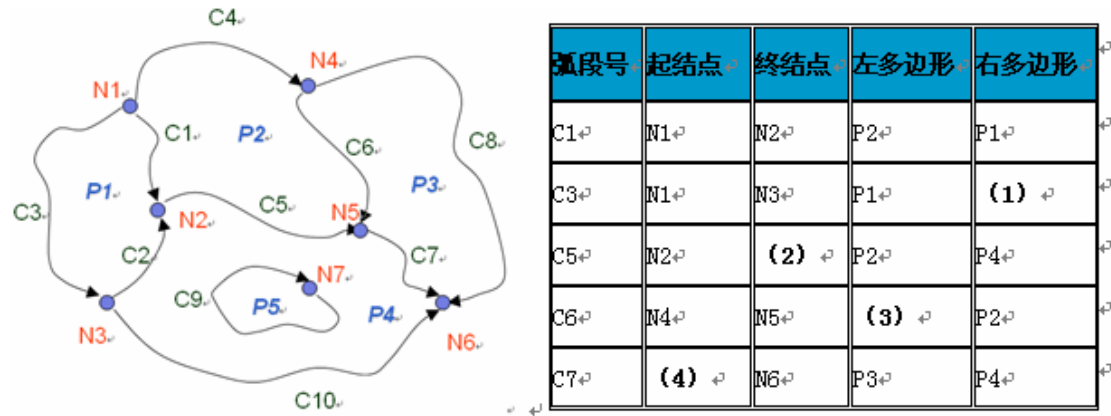 C4
N4
N1
C1
P2
C6
C8
P1
P3
C3
C5
N5
N2
C2
C7
N7
C9
P5
P4
N3
N6
C10
弧段号 起结点 终结点 左多边形 右多边形
C1 N1 N2 P2 P1
C3 N1 N3 P1 (1)
C5 N2 (2) P2 P4
C6 N4 N5 (3) P2
C7 (4) N6 P3 P4